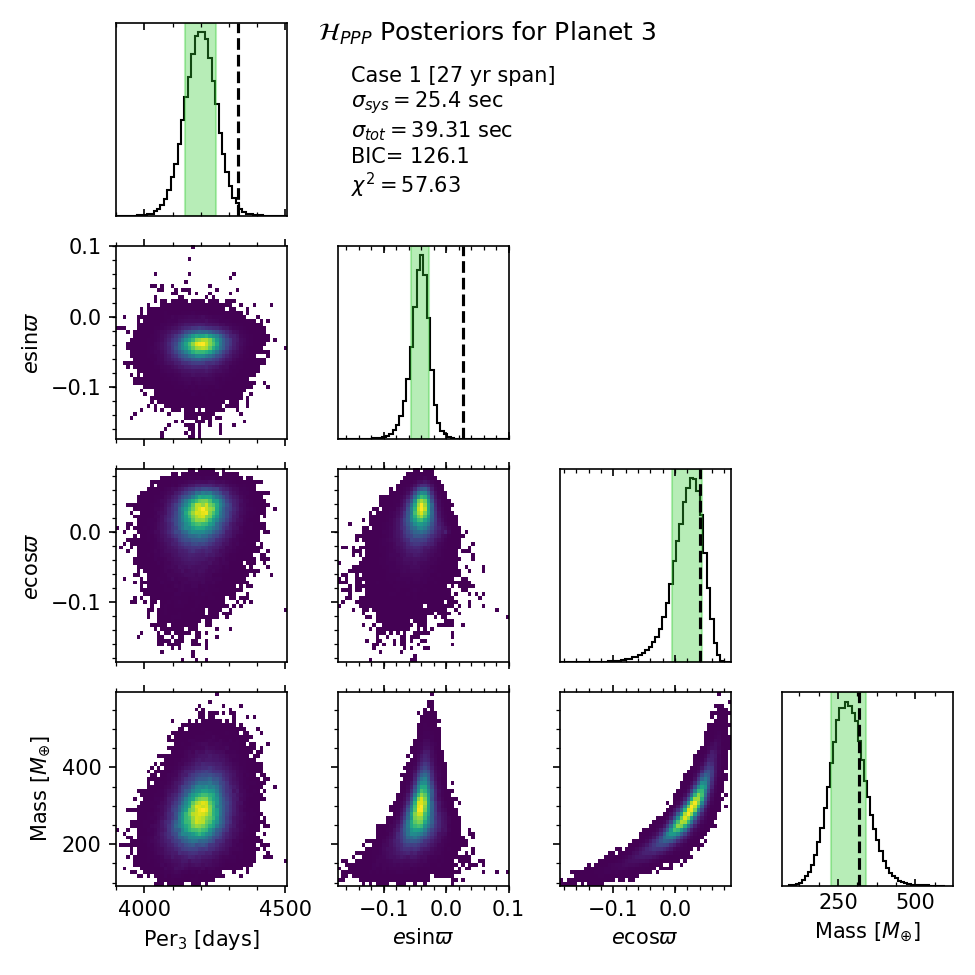 𝓗_PPP Posteriors for Planet 3
Case 1 [27 yr span]
σ_sys = 25.4 sec
σ_tot = 39.31 sec
BIC= 126.1
χ² = 57.63
0.1
0.0
−0.1
esinϖ
0.0
−0.1
ecosϖ
400
200
Mass [M⊕]
4000 4500
Per₃ [days]
−0.1 0.0 0.1
esinϖ
−0.1 0.0
ecosϖ
250 500
Mass [M⊕]